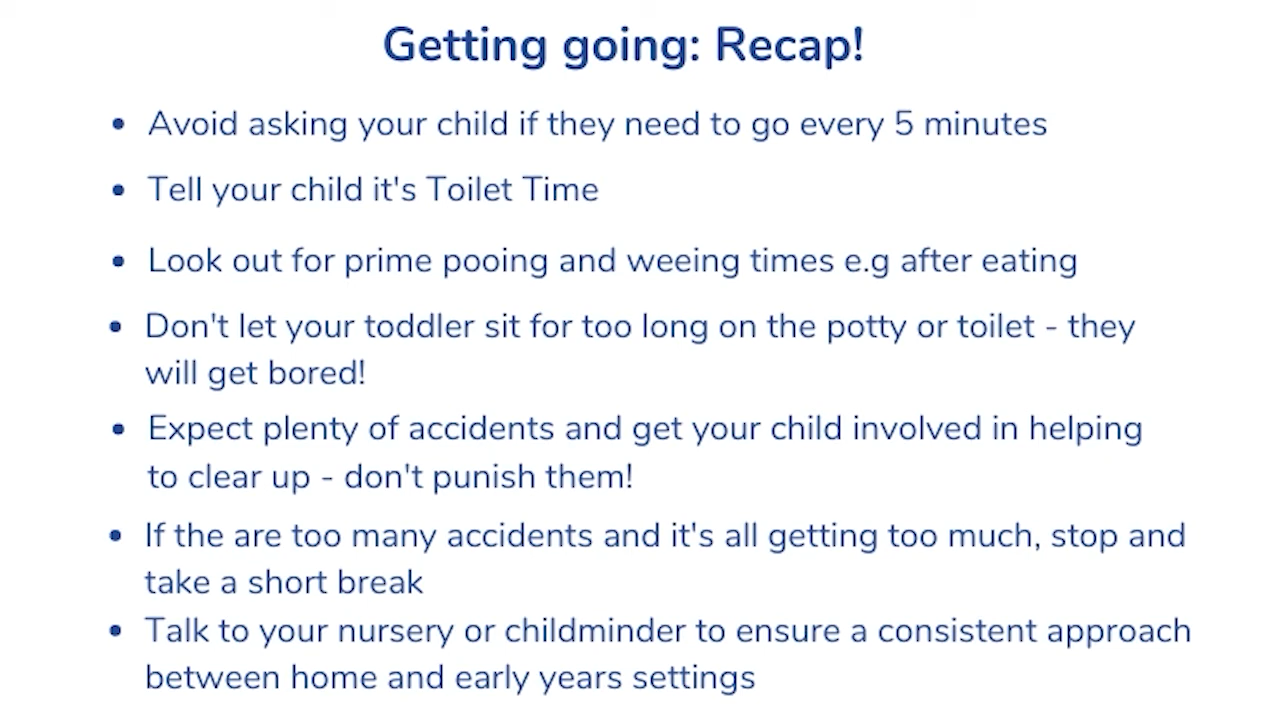 Getting going: Recap!
• Avoid asking your child if they need to go every 5 minutes
• Tell your child it's Toilet Time
• Look out for prime pooing and weeing times e.g after eating
• Don't let your toddler sit for too long on the potty or toilet - they
will get bored!
• Expect plenty of accidents and get your child involved in helping
to clear up - don't punish them!
• If the are too many accidents and it's all getting too much, stop and
take a short break
• Talk to your nursery or childminder to ensure a consistent approach
between home and early years settings